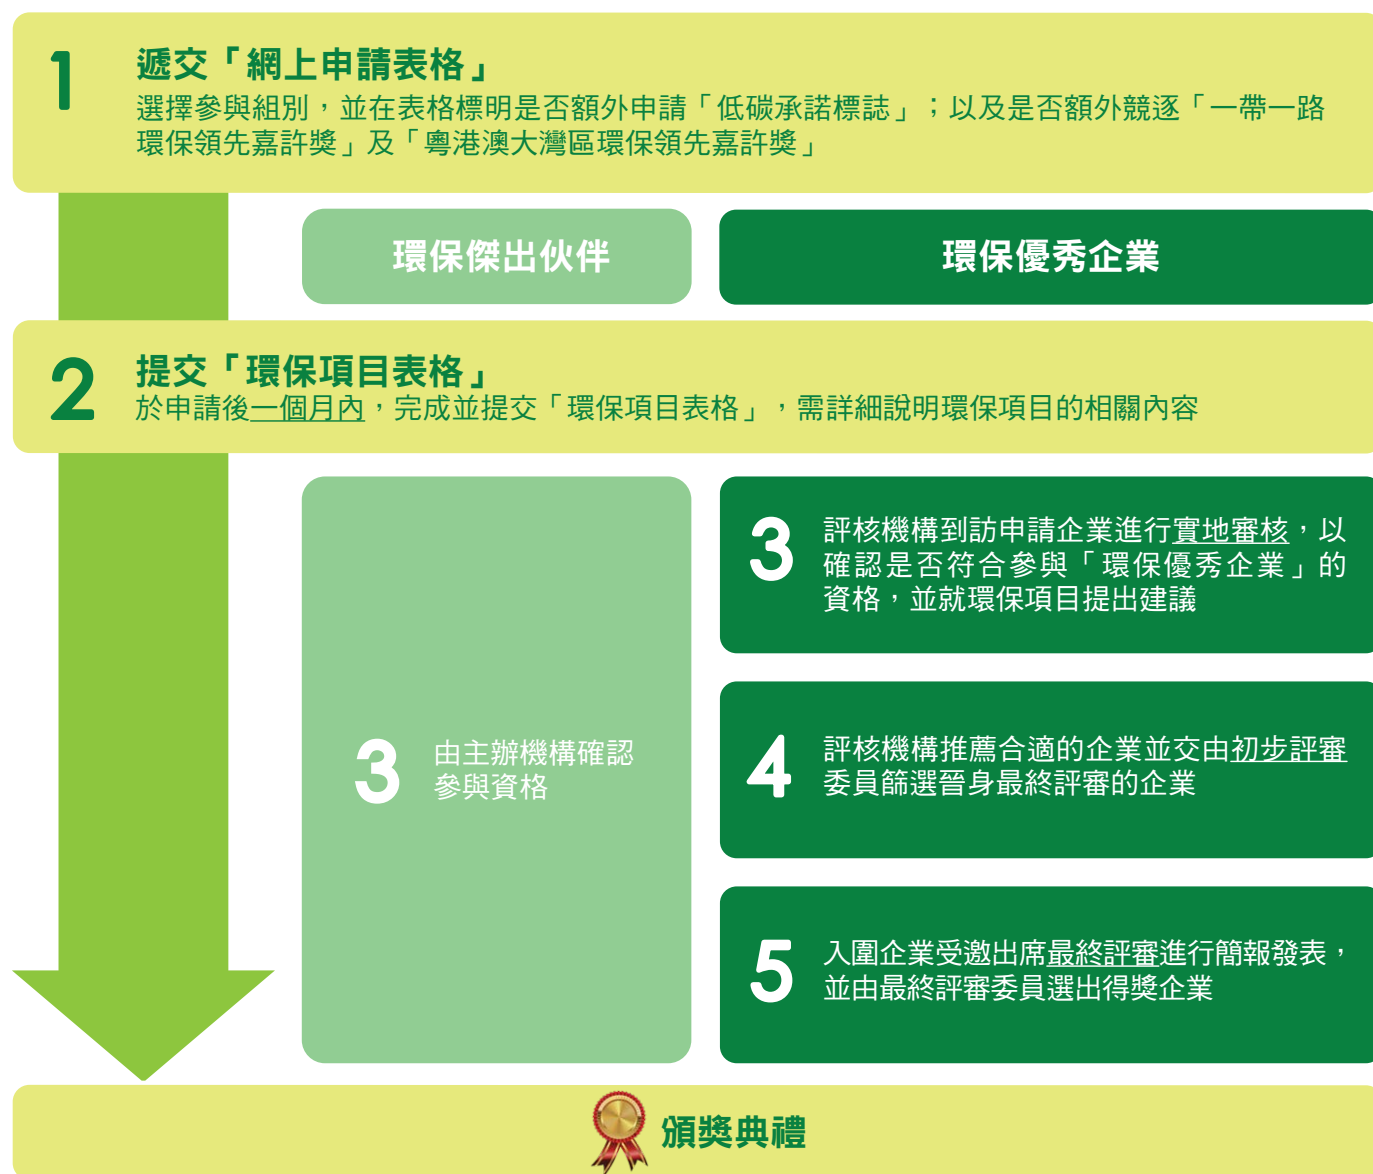 1
遞交「網上申請表格」
選擇參與組別，並在表格標明是否額外申請「低碳承諾標誌」；以及是否額外競逐「一帶一路
環保領先嘉許獎」及「粵港澳大灣區環保領先嘉許獎」
環保傑出伙伴
環保優秀企業
2
提交「環保項目表格」
於申請後一個月內，完成並提交「環保項目表格」，需詳細說明環保項目的相關內容
3
由主辦機構確認
參與資格
3
評核機構到訪申請企業進行實地審核，以
確認是否符合參與「環保優秀企業」的
資格，並就環保項目提出建議
4
評核機構推薦合適的企業並交由初步評審
委員篩選晉身最終評審的企業
5
入圍企業受邀出席最終評審進行簡報發表，
並由最終評審委員選出得獎企業
頒獎典禮